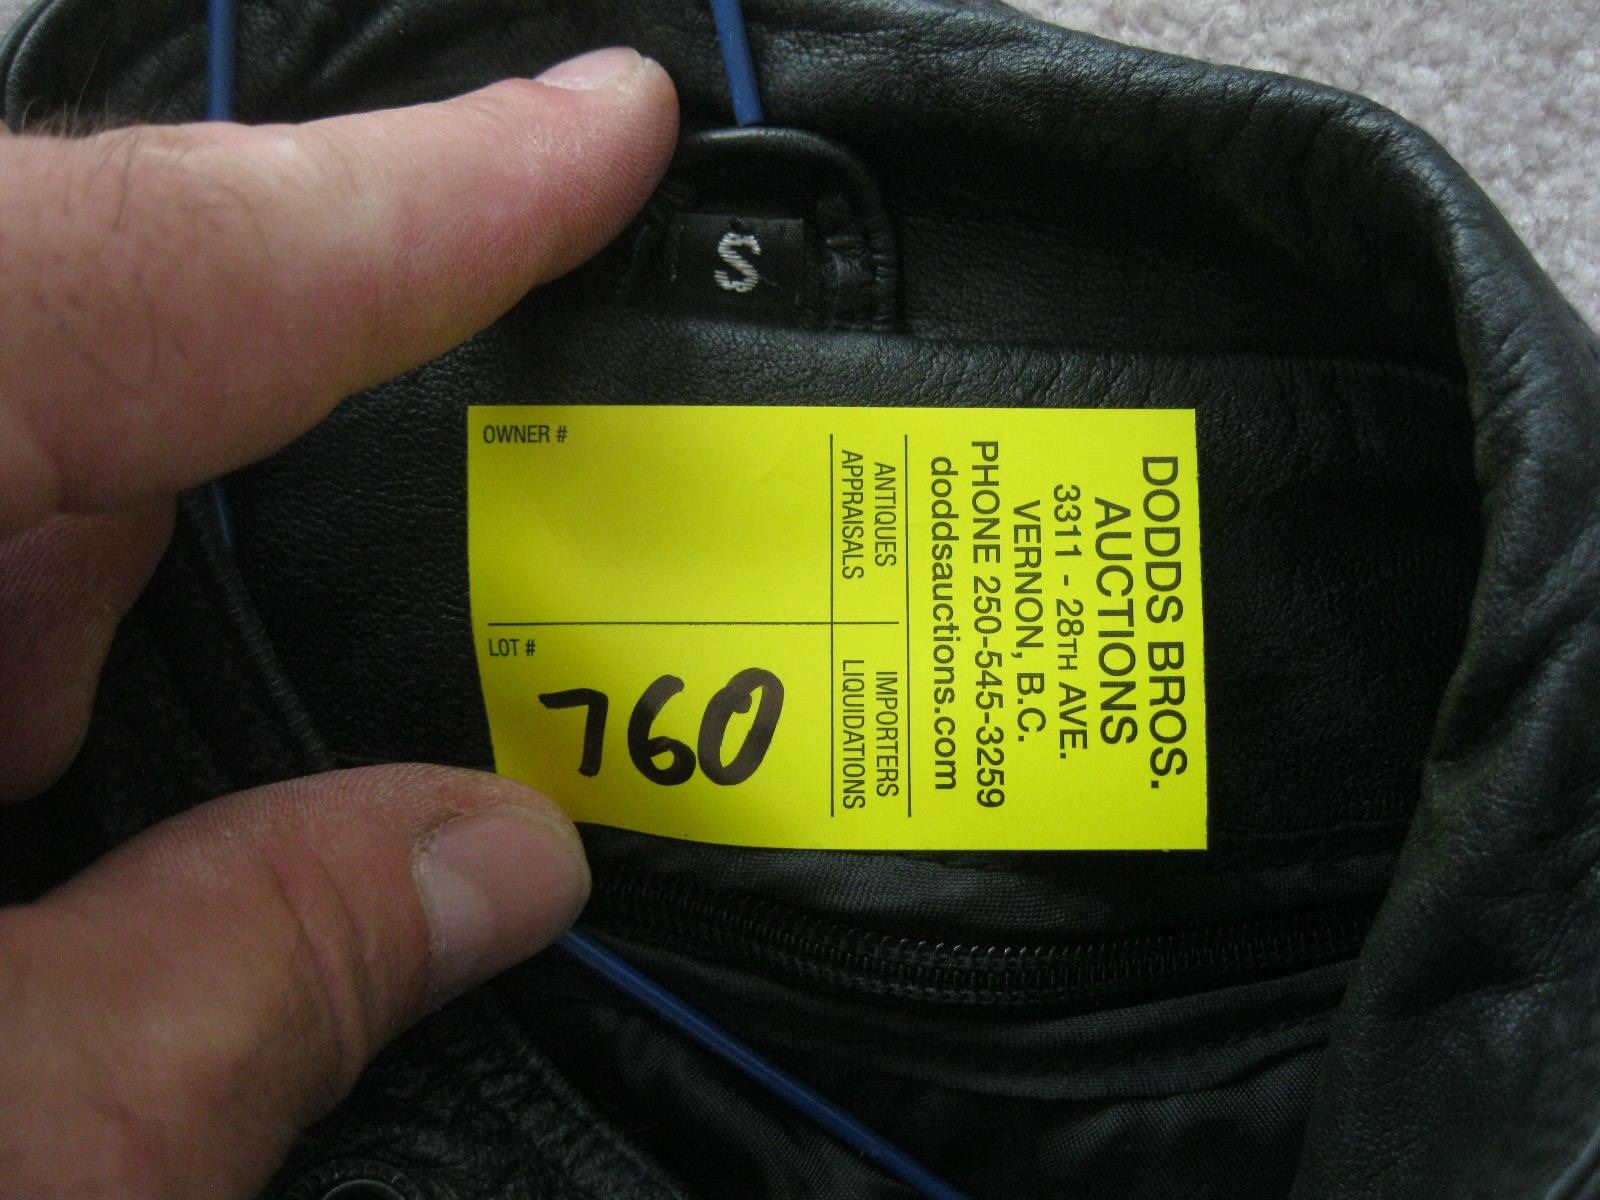 S
DODDS BROS.
AUCTIONS
3311 - 28TH AVE.
VERNON, B.C.
PHONE 250-545-3259
doddsauctions.com
ANTIQUES
APPRAISALS
IMPORTERS
LIQUIDATIONS
OWNER #
LOT #
760